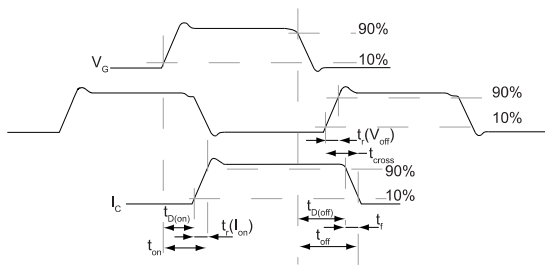 90%
V_G
10%
90%
10%
t_r(V_off)
t_cross
90%
I_C
10%
t_D(on)
t_r(I_on)
t_D(off)
t_f
t_on
t_off